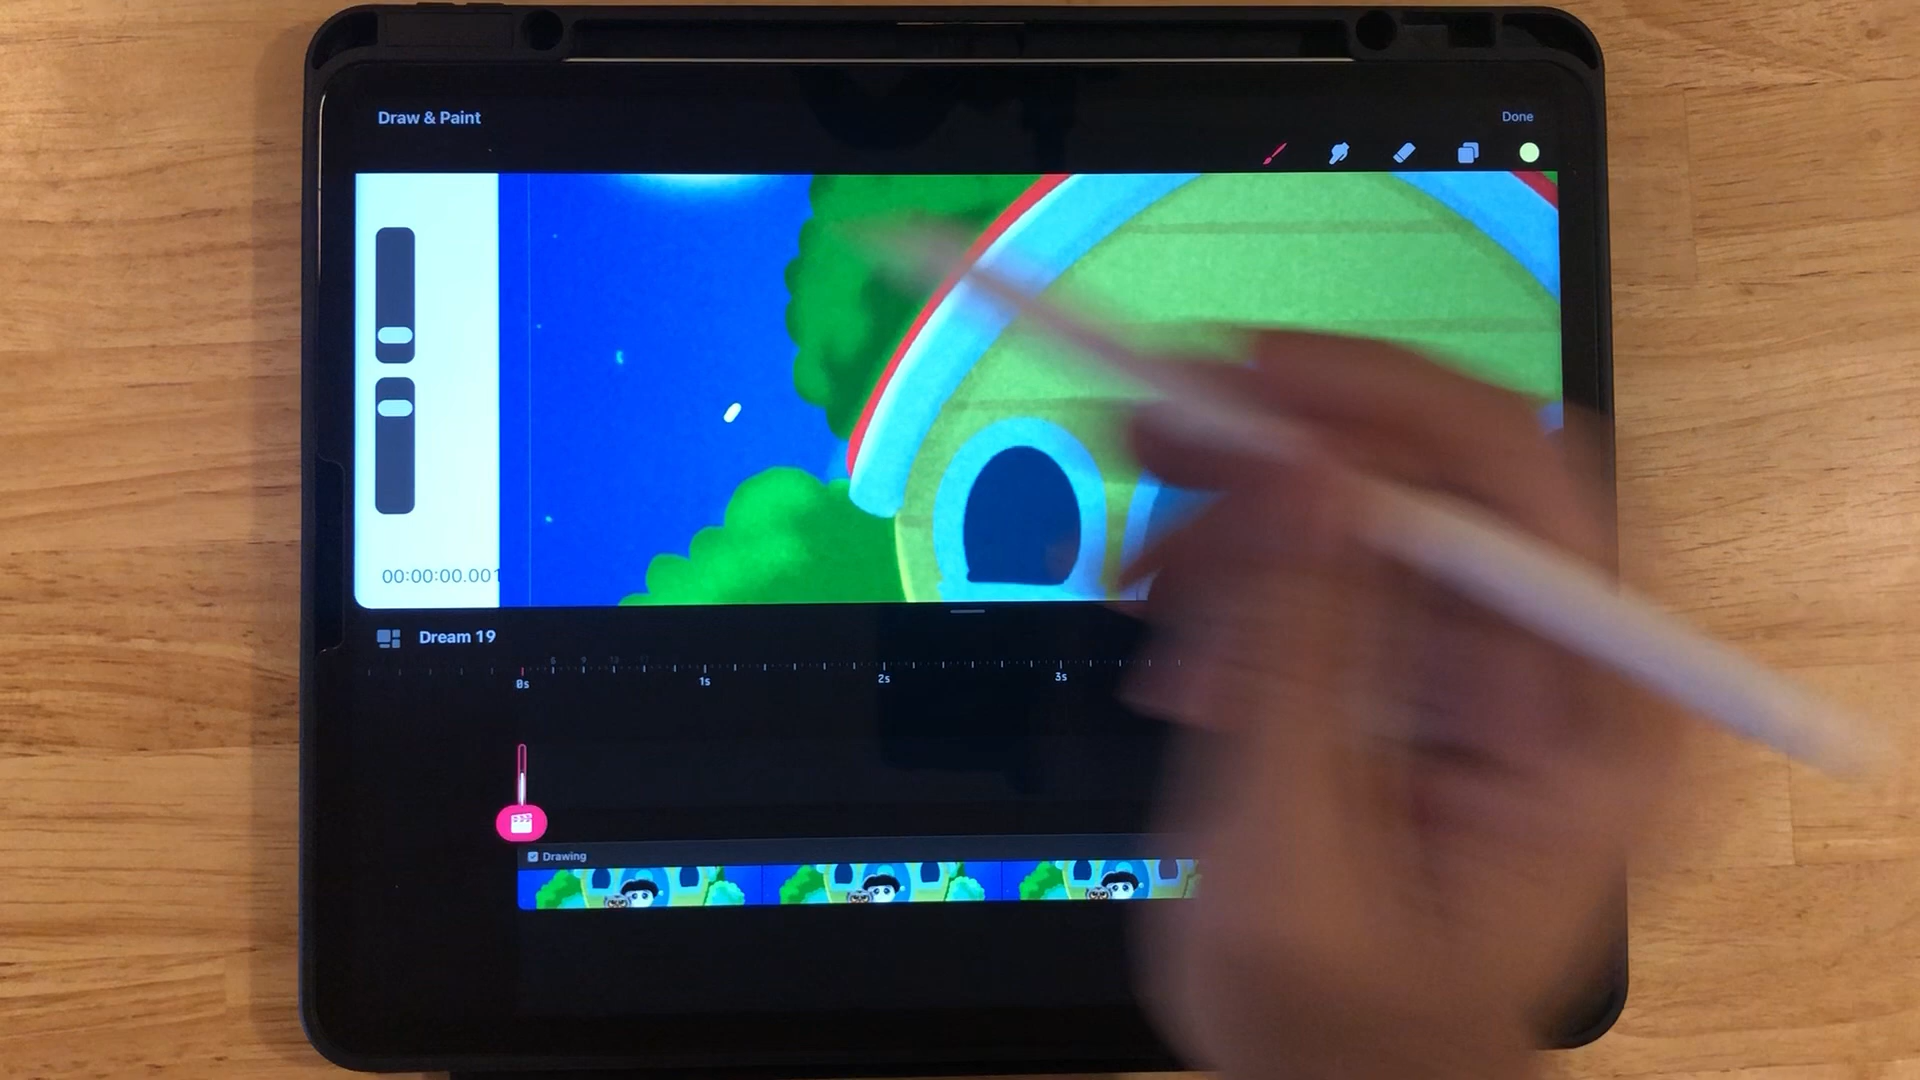 Draw & Paint
Done
00:00:00.001
Dream 19
0s
1s
2s
3s
Drawing